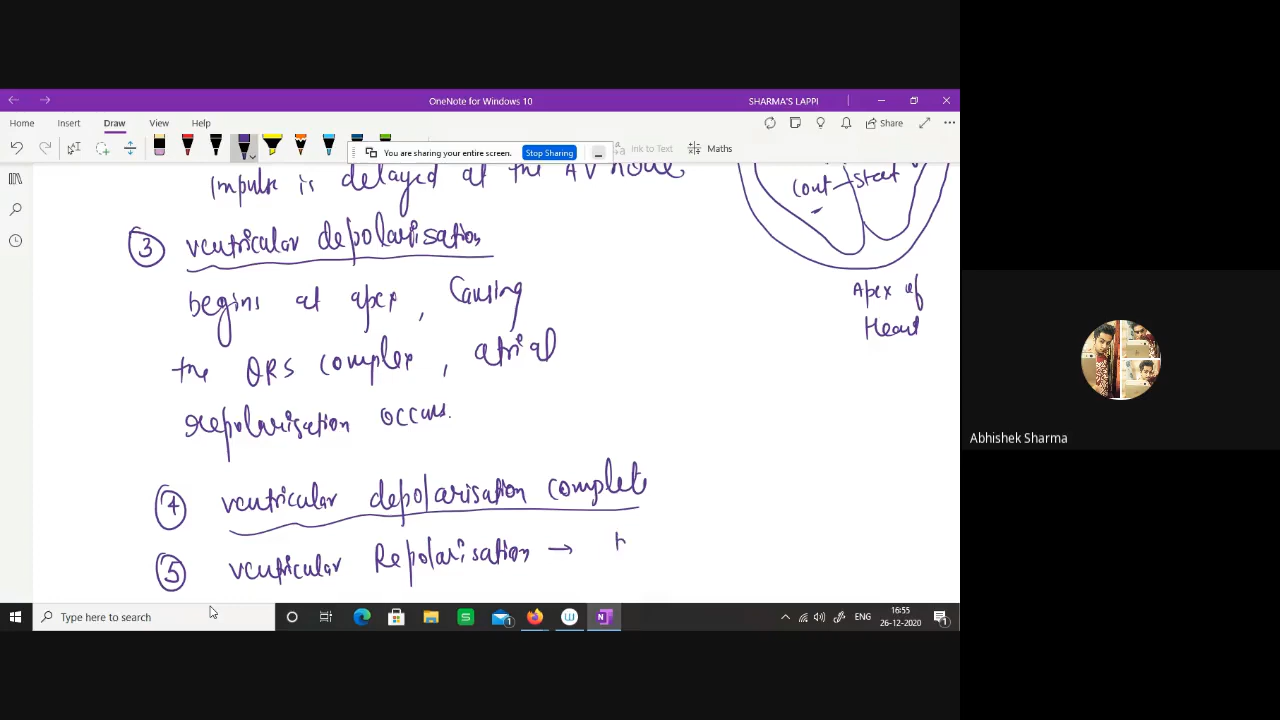 OneNote for Windows 10
SHARMA'S LAPPI
Home Insert Draw View Help
Share
You are sharing your entire screen. Stop Sharing
Ink to Text
Maths
Impulse is delayed at the AV node
③ ventricular depolarisation
begins at apex, Causing
the QRS complex, atrial
repolarisation occurs.
④ ventricular depolarisation complete
⑤ ventricular Repolarisation →
Start
Apex of
Heart
Abhishek Sharma
Type here to search
1
ENG
16:55
26-12-2020
1